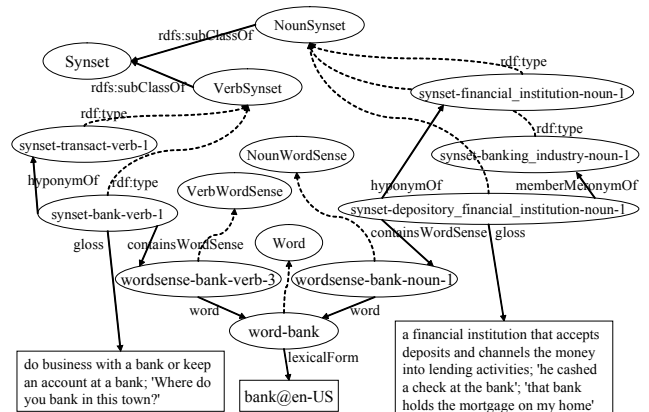 NounSynset
rdfs:subClassOf
Synset
rdfs:subClassOf
VerbSynset
rdf:type
synset-financial_institution-noun-1
rdf:type
rdf:type
synset-transact-verb-1
NounWordSense
synset-banking_industry-noun-1
hyponymOf
rdf:type
VerbWordSense
hyponymOf
memberMeronymOf
synset-bank-verb-1
synset-depository_financial_institution-noun-1
gloss
containsWordSense
Word
containsWordSense
gloss
wordsense-bank-verb-3
wordsense-bank-noun-1
word
word
word-bank
lexicalForm
do business with a bank or keep
an account at a bank; 'Where do
you bank in this town?'
bank@en-US
a financial institution that accepts
deposits and channels the money
into lending activities; 'he cashed
a check at the bank'; 'that bank
holds the mortgage on my home'